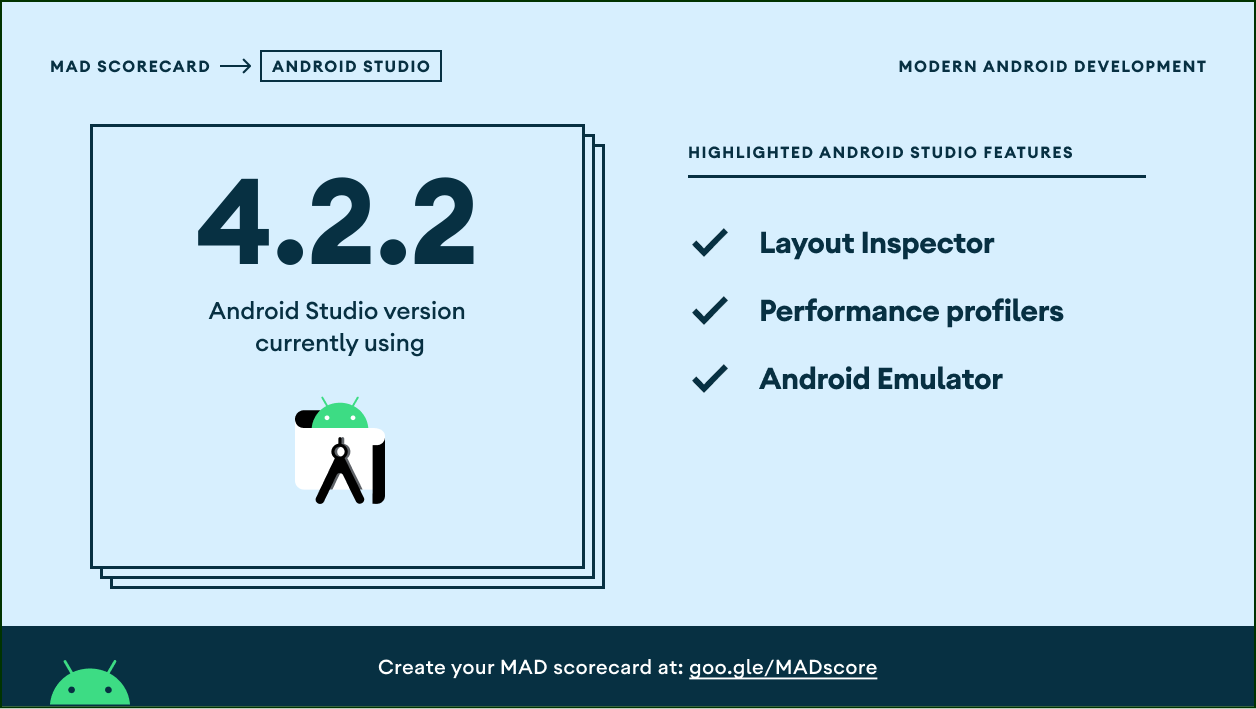 MAD SCORECARD → ANDROID STUDIO
MODERN ANDROID DEVELOPMENT
4.2.2
Android Studio version
currently using
HIGHLIGHTED ANDROID STUDIO FEATURES
Layout Inspector
Performance profilers
Android Emulator
Create your MAD scorecard at: goo.gle/MADscore